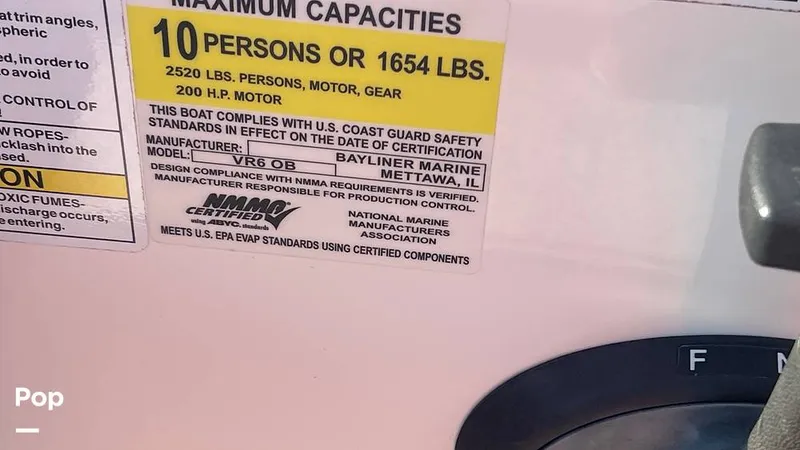 at trim angles,
spheric
ed, in order to
o avoid
CONTROL OF
W ROPES-
cklash into the
sed.
ON
OXIC FUMES-
ischarge occurs,
e entering.
MAXIMUM CAPACITIES
10 PERSONS OR 1654 LBS.
2520 LBS. PERSONS, MOTOR, GEAR
200 H.P. MOTOR
THIS BOAT COMPLIES WITH U.S. COAST GUARD SAFETY
STANDARDS IN EFFECT ON THE DATE OF CERTIFICATION
MANUFACTURER: BAYLINER MARINE
MODEL: VR6 OB METTAWA, IL
DESIGN COMPLIANCE WITH NMMA REQUIREMENTS IS VERIFIED.
MANUFACTURER RESPONSIBLE FOR PRODUCTION CONTROL.
NMMA
CERTIFIED
using ABYC. standards
NATIONAL MARINE
MANUFACTURERS
ASSOCIATION
MEETS U.S. EPA EVAP STANDARDS USING CERTIFIED COMPONENTS
F N
Pop